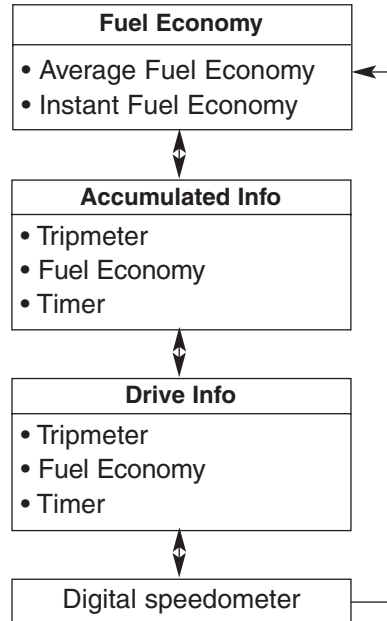 Fuel Economy
• Average Fuel Economy
• Instant Fuel Economy
Accumulated Info
• Tripmeter
• Fuel Economy
• Timer
Drive Info
• Tripmeter
• Fuel Economy
• Timer
Digital speedometer